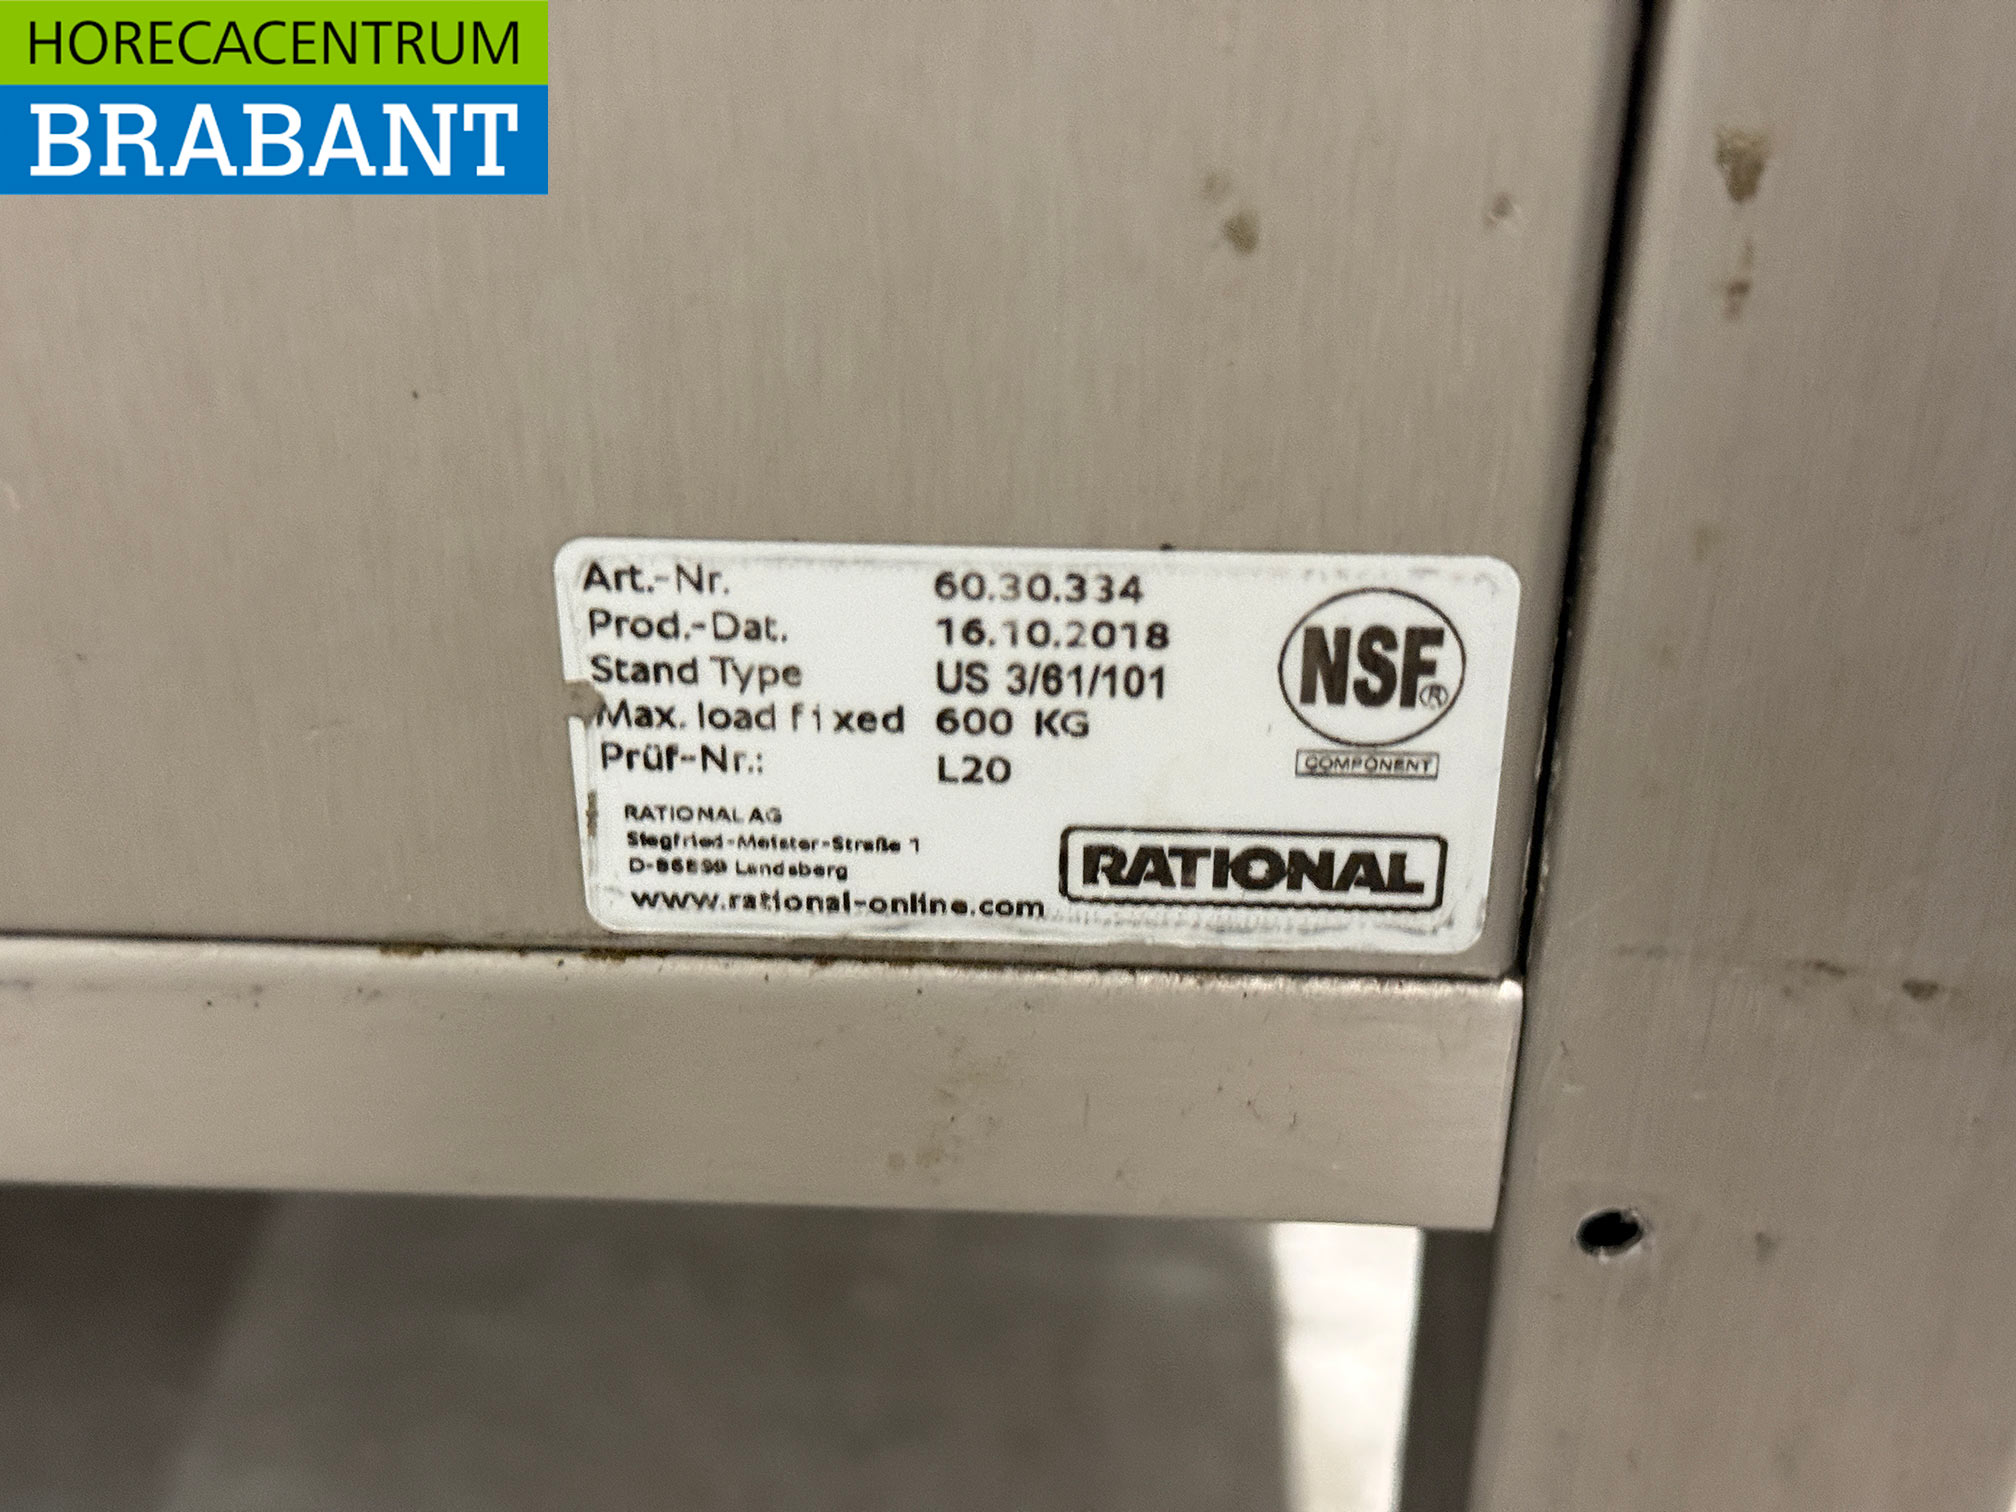 HORECACENTRUM
BRABANT
Art.-Nr. 60.30.334
Prod.-Dat. 16.10.2018
Stand Type US 3/61/101
Max. load fixed 600 KG
Prüf-Nr.: L20
NSF®
COMPONENT
RATIONAL AG
Siegfried-Meister-Straße 1
D-86899 Landsberg
www.rational-online.com
RATIONAL